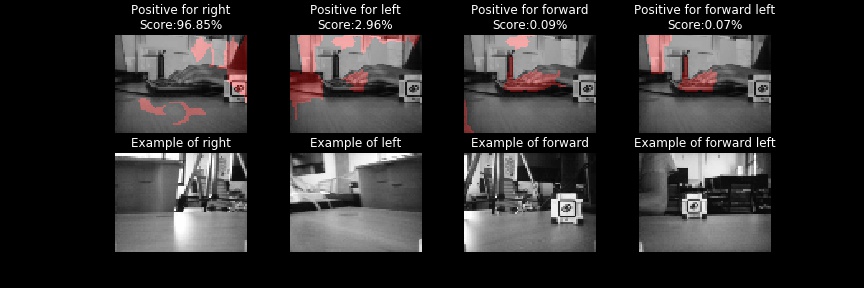 Positive for right
Score:96.85%
Positive for left
Score:2.96%
Positive for forward
Score:0.09%
Positive for forward left
Score:0.07%
Example of right
Example of left
Example of forward
Example of forward left